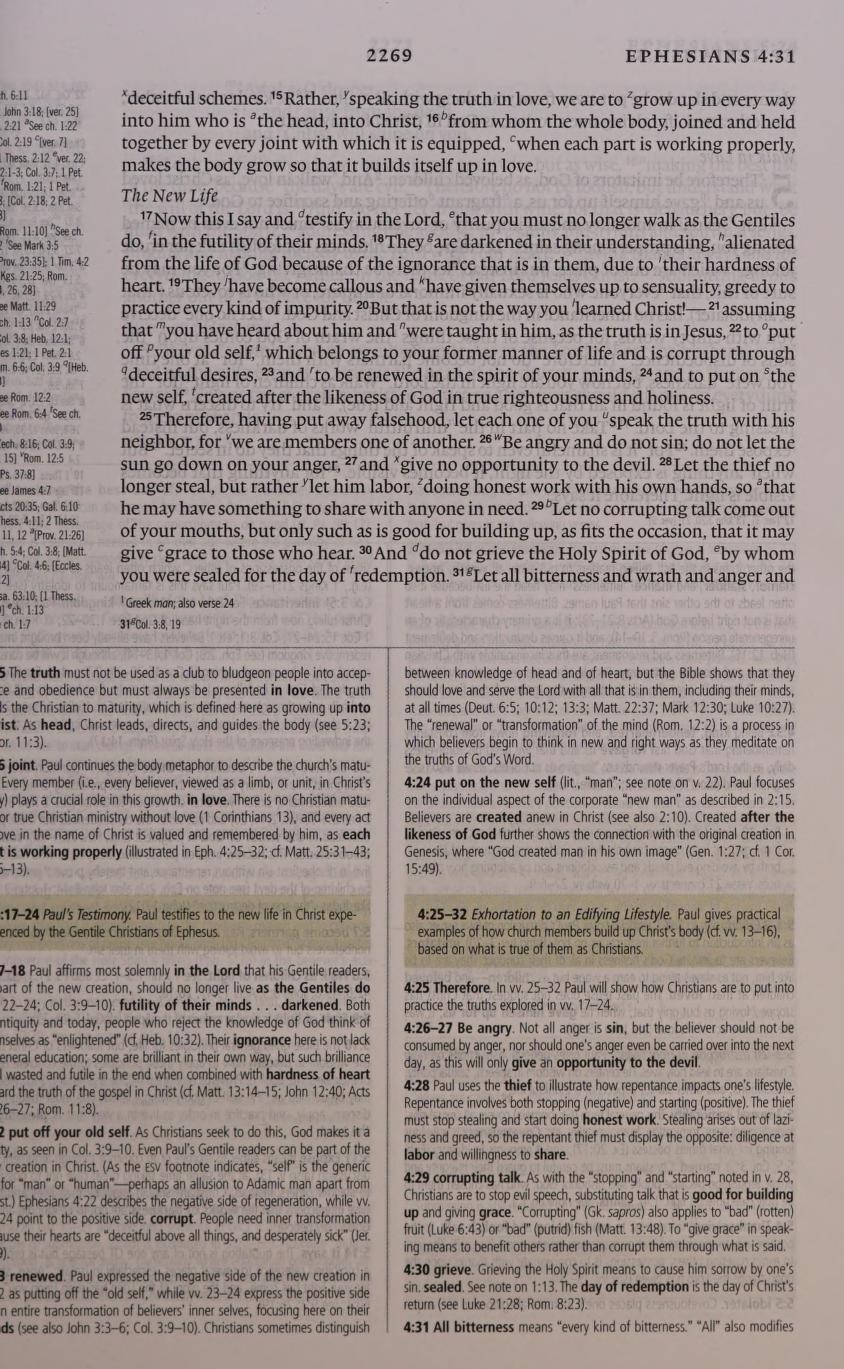 2269
EPHESIANS 4:31
h. 6:11
John 3:18; [ver. 25]
2:21 ᵃSee ch. 1:22
Col. 2:19 ᶜ[ver. 7]
Thess. 2:12 ᵉver. 22;
2:1-3; Col. 3:7; 1 Pet.
ᶠRom. 1:21; 1 Pet.
8; [Col. 2:18; 2 Pet.
Rom. 11:10] ʰSee ch.
ⁱSee Mark 3:5
Prov. 23:35]; 1 Tim. 4:2
Kgs. 21:25; Rom.
, 26, 28]
ee Matt. 11:29
ch. 1:13 ⁿCol. 2:7
Col. 3:8; Heb. 12:1;
es 1:21; 1 Pet. 2:1
m. 6:6; Col. 3:9 ᑫ[Heb.
ee Rom. 12:2
ee Rom. 6:4 ᵗSee ch.
ech. 8:16; Col. 3:9;
15] ᵛRom. 12:5
Ps. 37:8]
ee James 4:7
cts 20:35; Gal. 6:10
hess. 4:11; 2 Thess.
11, 12 ᵃ[Prov. 21:26]
h. 5:4; Col. 3:8; [Matt.
4] ᶜCol. 4:6; [Eccles.
2]
sa. 63:10; [1 Thess.
] ᵉch. 1:13
ch. 1:7
ˣdeceitful schemes. ¹⁵Rather, ʸspeaking the truth in love, we are to ᶻgrow up in every way
into him who is ᵃthe head, into Christ, ¹⁶ᵇfrom whom the whole body, joined and held
together by every joint with which it is equipped, ᶜwhen each part is working properly,
makes the body grow so that it builds itself up in love.
The New Life
¹⁷Now this I say and ᵈtestify in the Lord, ᵉthat you must no longer walk as the Gentiles
do, ᶠin the futility of their minds. ¹⁸They ᵍare darkened in their understanding, ʰalienated
from the life of God because of the ignorance that is in them, due to ⁱtheir hardness of
heart. ¹⁹They ʲhave become callous and ᵏhave given themselves up to sensuality, greedy to
practice every kind of impurity. ²⁰But that is not the way you ˡlearned Christ!—²¹assuming
that ᵐyou have heard about him and ⁿwere taught in him, as the truth is in Jesus, ²²to ᵒput
off ᵖyour old self,¹ which belongs to your former manner of life and is corrupt through
ᑫdeceitful desires, ²³and ʳto be renewed in the spirit of your minds, ²⁴and to put on ˢthe
new self, ᵗcreated after the likeness of God in true righteousness and holiness.
²⁵Therefore, having put away falsehood, let each one of you ᵘspeak the truth with his
neighbor, for ᵛwe are members one of another. ²⁶ʷBe angry and do not sin; do not let the
sun go down on your anger, ²⁷and ˣgive no opportunity to the devil. ²⁸Let the thief no
longer steal, but rather ʸlet him labor, ᶻdoing honest work with his own hands, so ᵃthat
he may have something to share with anyone in need. ²⁹ᵇLet no corrupting talk come out
of your mouths, but only such as is good for building up, as fits the occasion, that it may
give ᶜgrace to those who hear. ³⁰And ᵈdo not grieve the Holy Spirit of God, ᵉby whom
you were sealed for the day of ᶠredemption. ³¹ᵍLet all bitterness and wrath and anger and
¹ Greek man; also verse 24
31ᵍCol. 3:8, 19
5 The truth must not be used as a club to bludgeon people into accep-
ce and obedience but must always be presented in love. The truth
ls the Christian to maturity, which is defined here as growing up into
ist. As head, Christ leads, directs, and guides the body (see 5:23;
or. 11:3).
6 joint. Paul continues the body metaphor to describe the church's matu-
Every member (i.e., every believer, viewed as a limb, or unit, in Christ's
y) plays a crucial role in this growth. in love. There is no Christian matu-
or true Christian ministry without love (1 Corinthians 13), and every act
ove in the name of Christ is valued and remembered by him, as each
t is working properly (illustrated in Eph. 4:25–32; cf. Matt. 25:31–43;
5–13).
:17–24 Paul's Testimony. Paul testifies to the new life in Christ expe-
enced by the Gentile Christians of Ephesus.
7–18 Paul affirms most solemnly in the Lord that his Gentile readers,
part of the new creation, should no longer live as the Gentiles do
22–24; Col. 3:9–10). futility of their minds . . . darkened. Both
ntiquity and today, people who reject the knowledge of God think of
nselves as "enlightened" (cf. Heb. 10:32). Their ignorance here is not lack
eneral education; some are brilliant in their own way, but such brilliance
l wasted and futile in the end when combined with hardness of heart
ard the truth of the gospel in Christ (cf. Matt. 13:14–15; John 12:40; Acts
26–27; Rom. 11:8).
2 put off your old self. As Christians seek to do this, God makes it a
ty, as seen in Col. 3:9–10. Even Paul's Gentile readers can be part of the
creation in Christ. (As the ESV footnote indicates, "self" is the generic
for "man" or "human"—perhaps an allusion to Adamic man apart from
st.) Ephesians 4:22 describes the negative side of regeneration, while vv.
24 point to the positive side. corrupt. People need inner transformation
ause their hearts are "deceitful above all things, and desperately sick" (Jer.
9).
3 renewed. Paul expressed the negative side of the new creation in
2 as putting off the "old self," while vv. 23–24 express the positive side
n entire transformation of believers' inner selves, focusing here on their
ds (see also John 3:3–6; Col. 3:9–10). Christians sometimes distinguish
between knowledge of head and of heart, but the Bible shows that they
should love and serve the Lord with all that is in them, including their minds,
at all times (Deut. 6:5; 10:12; 13:3; Matt. 22:37; Mark 12:30; Luke 10:27).
The "renewal" or "transformation" of the mind (Rom. 12:2) is a process in
which believers begin to think in new and right ways as they meditate on
the truths of God's Word.
4:24 put on the new self (lit., "man"; see note on v. 22). Paul focuses
on the individual aspect of the corporate "new man" as described in 2:15.
Believers are created anew in Christ (see also 2:10). Created after the
likeness of God further shows the connection with the original creation in
Genesis, where "God created man in his own image" (Gen. 1:27; cf. 1 Cor.
15:49).
4:25–32 Exhortation to an Edifying Lifestyle. Paul gives practical
examples of how church members build up Christ's body (cf. vv. 13–16),
based on what is true of them as Christians.
4:25 Therefore. In vv. 25–32 Paul will show how Christians are to put into
practice the truths explored in vv. 17–24.
4:26–27 Be angry. Not all anger is sin, but the believer should not be
consumed by anger, nor should one's anger even be carried over into the next
day, as this will only give an opportunity to the devil.
4:28 Paul uses the thief to illustrate how repentance impacts one's lifestyle.
Repentance involves both stopping (negative) and starting (positive). The thief
must stop stealing and start doing honest work. Stealing arises out of lazi-
ness and greed, so the repentant thief must display the opposite: diligence at
labor and willingness to share.
4:29 corrupting talk. As with the "stopping" and "starting" noted in v. 28,
Christians are to stop evil speech, substituting talk that is good for building
up and giving grace. "Corrupting" (Gk. sapros) also applies to "bad" (rotten)
fruit (Luke 6:43) or "bad" (putrid) fish (Matt. 13:48). To "give grace" in speak-
ing means to benefit others rather than corrupt them through what is said.
4:30 grieve. Grieving the Holy Spirit means to cause him sorrow by one's
sin. sealed. See note on 1:13. The day of redemption is the day of Christ's
return (see Luke 21:28; Rom. 8:23).
4:31 All bitterness means "every kind of bitterness." "All" also modifies